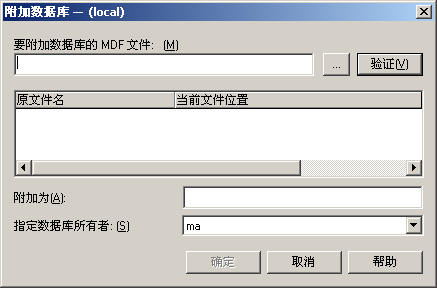 附加数据库 — (local)
要附加数据库的 MDF 文件: (M)
... 验证(V)
原文件名 当前文件位置
附加为(A):
指定数据库所有者: (S) ma
确定 取消 帮助